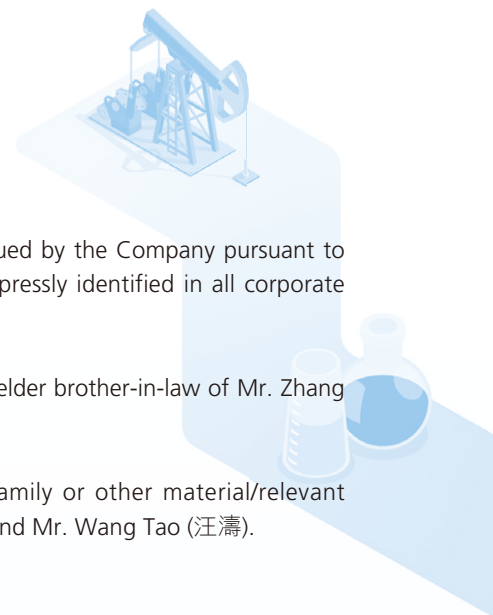 ued by the Company pursuant to
pressly identified in all corporate
elder brother-in-law of Mr. Zhang
amily or other material/relevant
nd Mr. Wang Tao (汪濤).